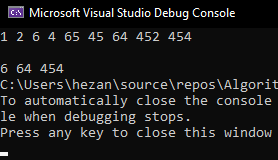 Microsoft Visual Studio Debug Console
1 2 6 4 65 45 64 452 454
6 64 454
C:\Users\hezan\source\repos\Algorit
To automatically close the console
le when debugging stops.
Press any key to close this window